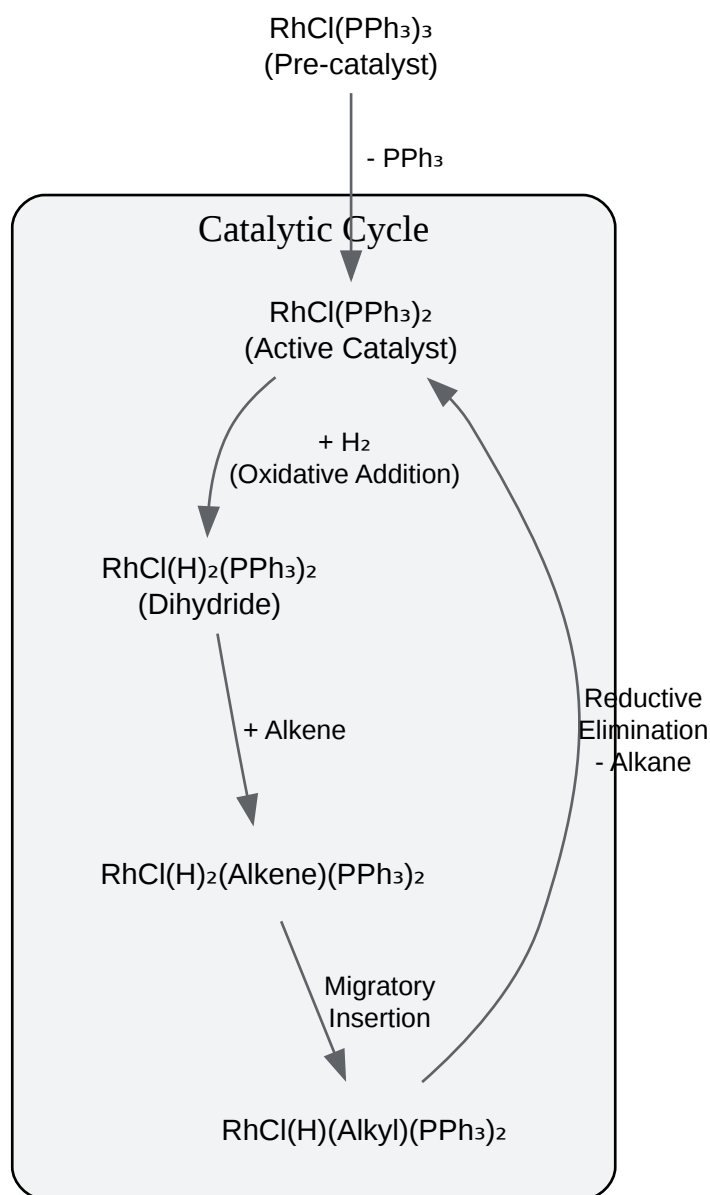 RhCl(PPh₃)₃
(Pre-catalyst)
- PPh₃
Catalytic Cycle
RhCl(PPh₃)₂
(Active Catalyst)
+ H₂
(Oxidative Addition)
RhCl(H)₂(PPh₃)₂
(Dihydride)
Reductive
Elimination
- Alkane
+ Alkene
RhCl(H)₂(Alkene)(PPh₃)₂
Migratory
Insertion
RhCl(H)(Alkyl)(PPh₃)₂